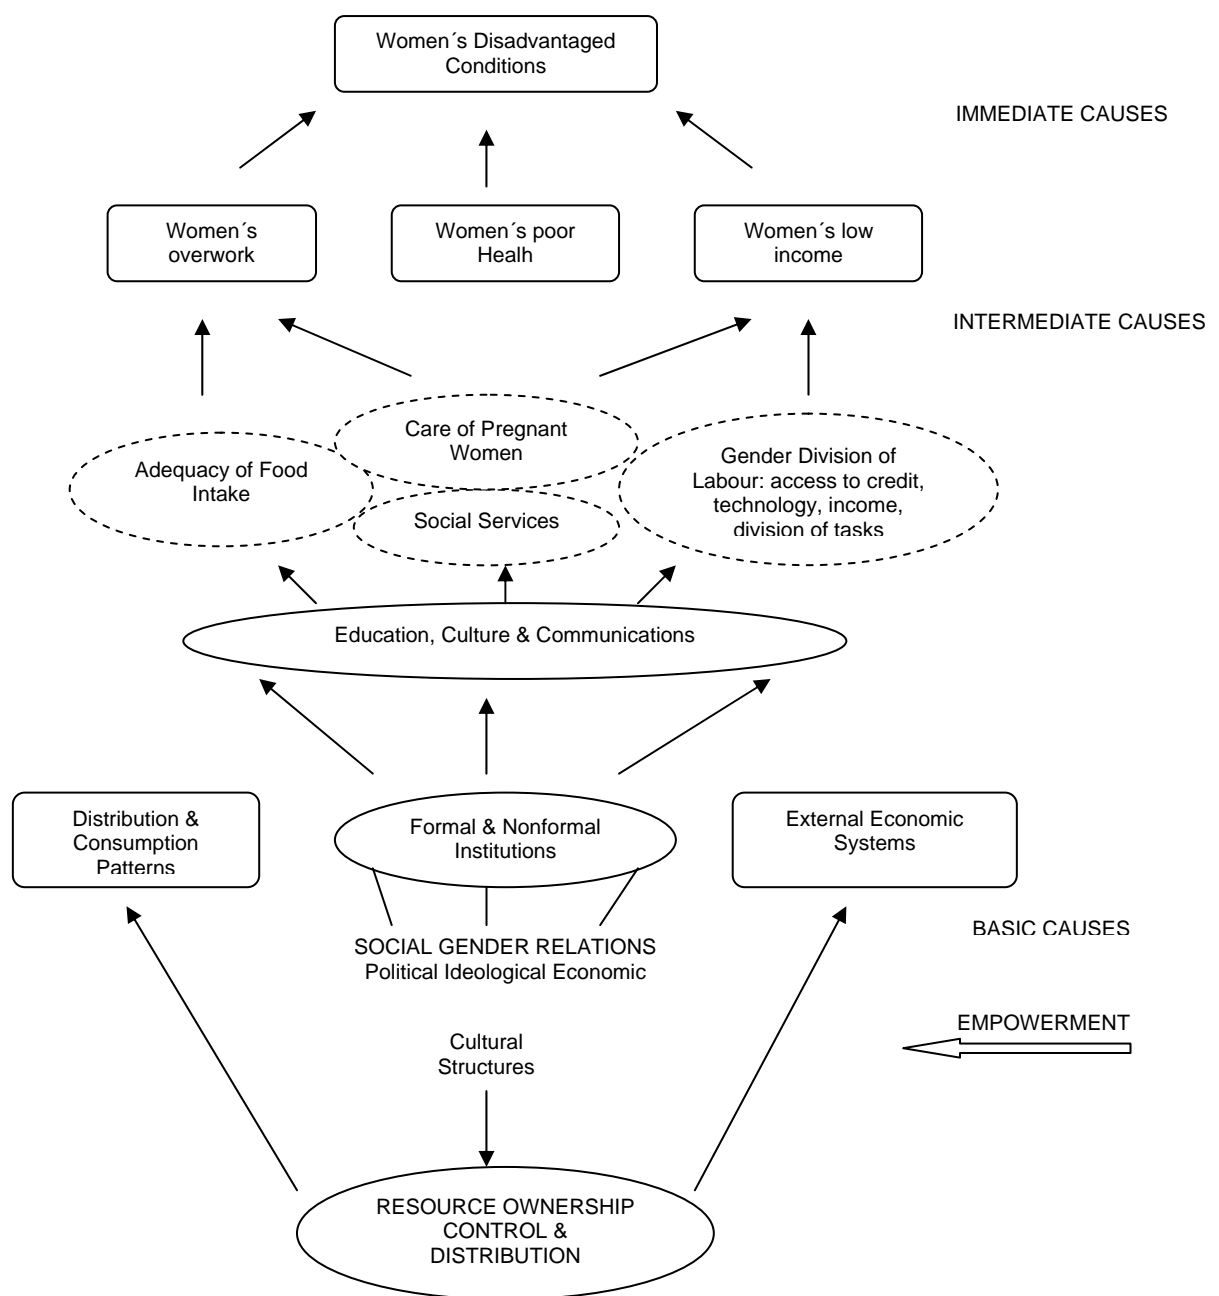 Women´s Disadvantaged
Conditions
IMMEDIATE CAUSES
Women´s
overwork
Women´s poor
Healh
Women´s low
income
INTERMEDIATE CAUSES
Care of Pregnant
Women
Adequacy of Food
Intake
Gender Division of
Labour: access to credit,
technology, income,
division of tasks
Social Services
Education, Culture & Communications
Distribution &
Consumption
Patterns
Formal & Nonformal
Institutions
External Economic
Systems
BASIC CAUSES
SOCIAL GENDER RELATIONS
Political Ideological Economic
EMPOWERMENT
Cultural
Structures
RESOURCE OWNERSHIP
CONTROL &
DISTRIBUTION